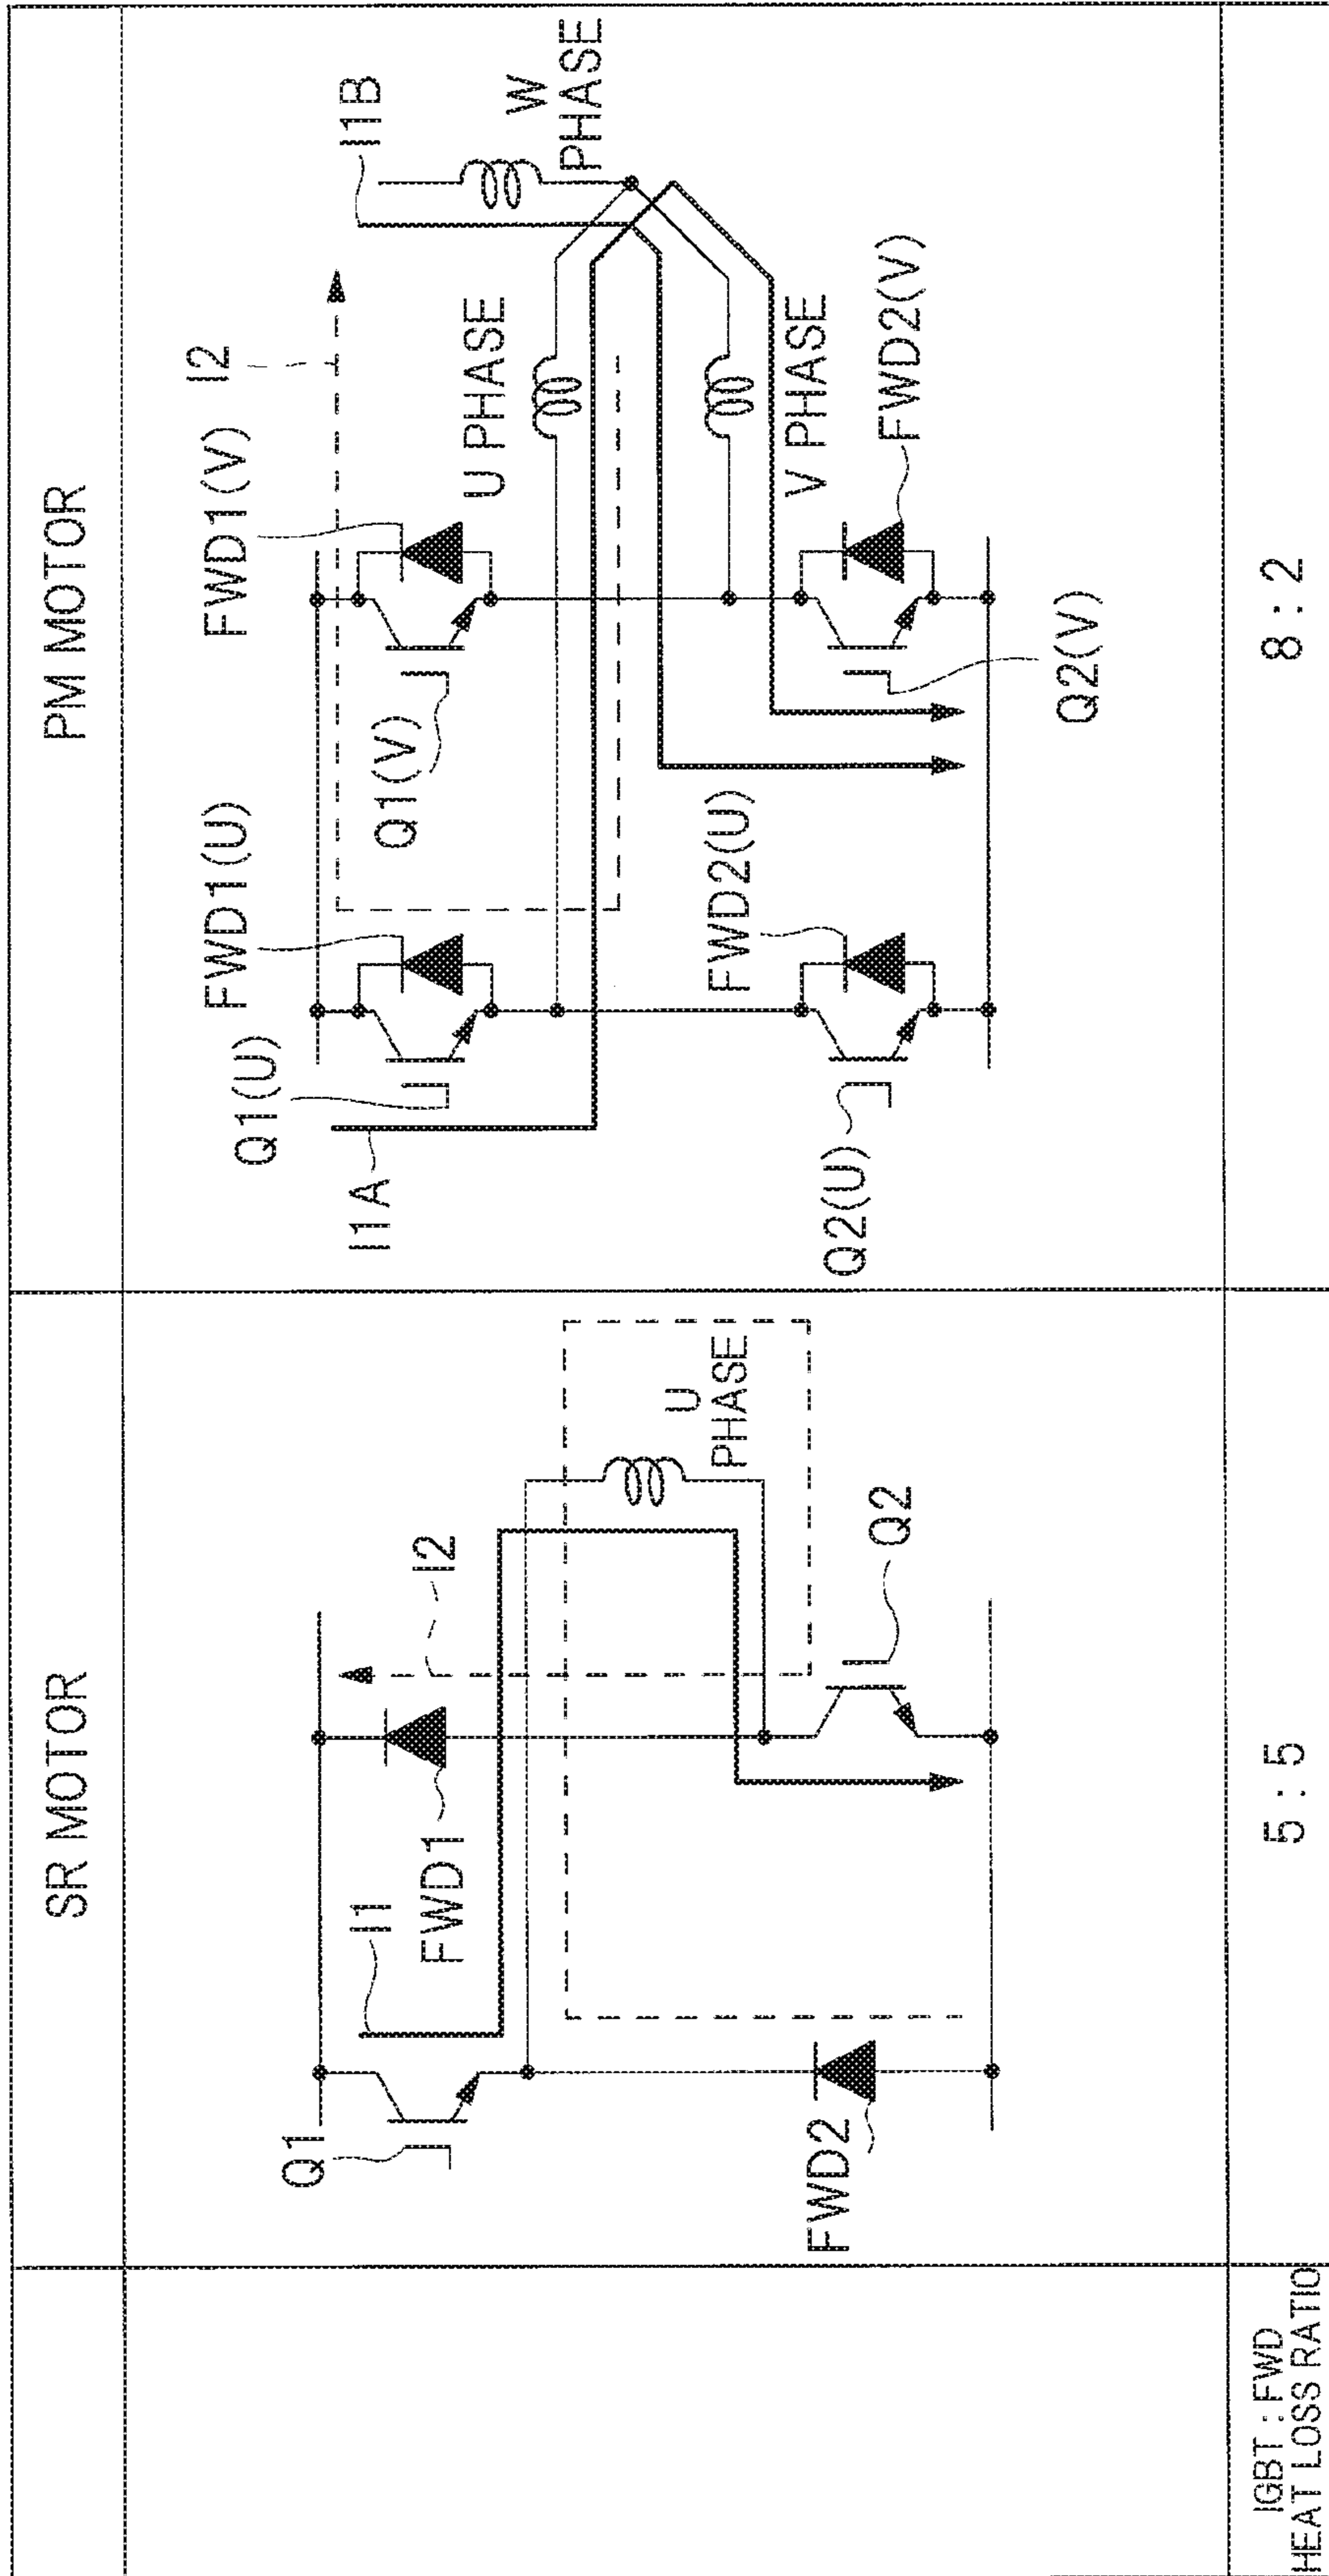 SR MOTOR
PM MOTOR
Q1
I1
FWD1
I2
U
PHASE
FWD2
Q2
Q1(U)
FWD1(U)
FWD1(V)
I2
I1B
I1A
Q1(V)
U PHASE
W
PHASE
Q2(U)
FWD2(U)
V PHASE
FWD2(V)
Q2(V)
IGBT : FWD
HEAT LOSS RATIO
5 : 5
8 : 2